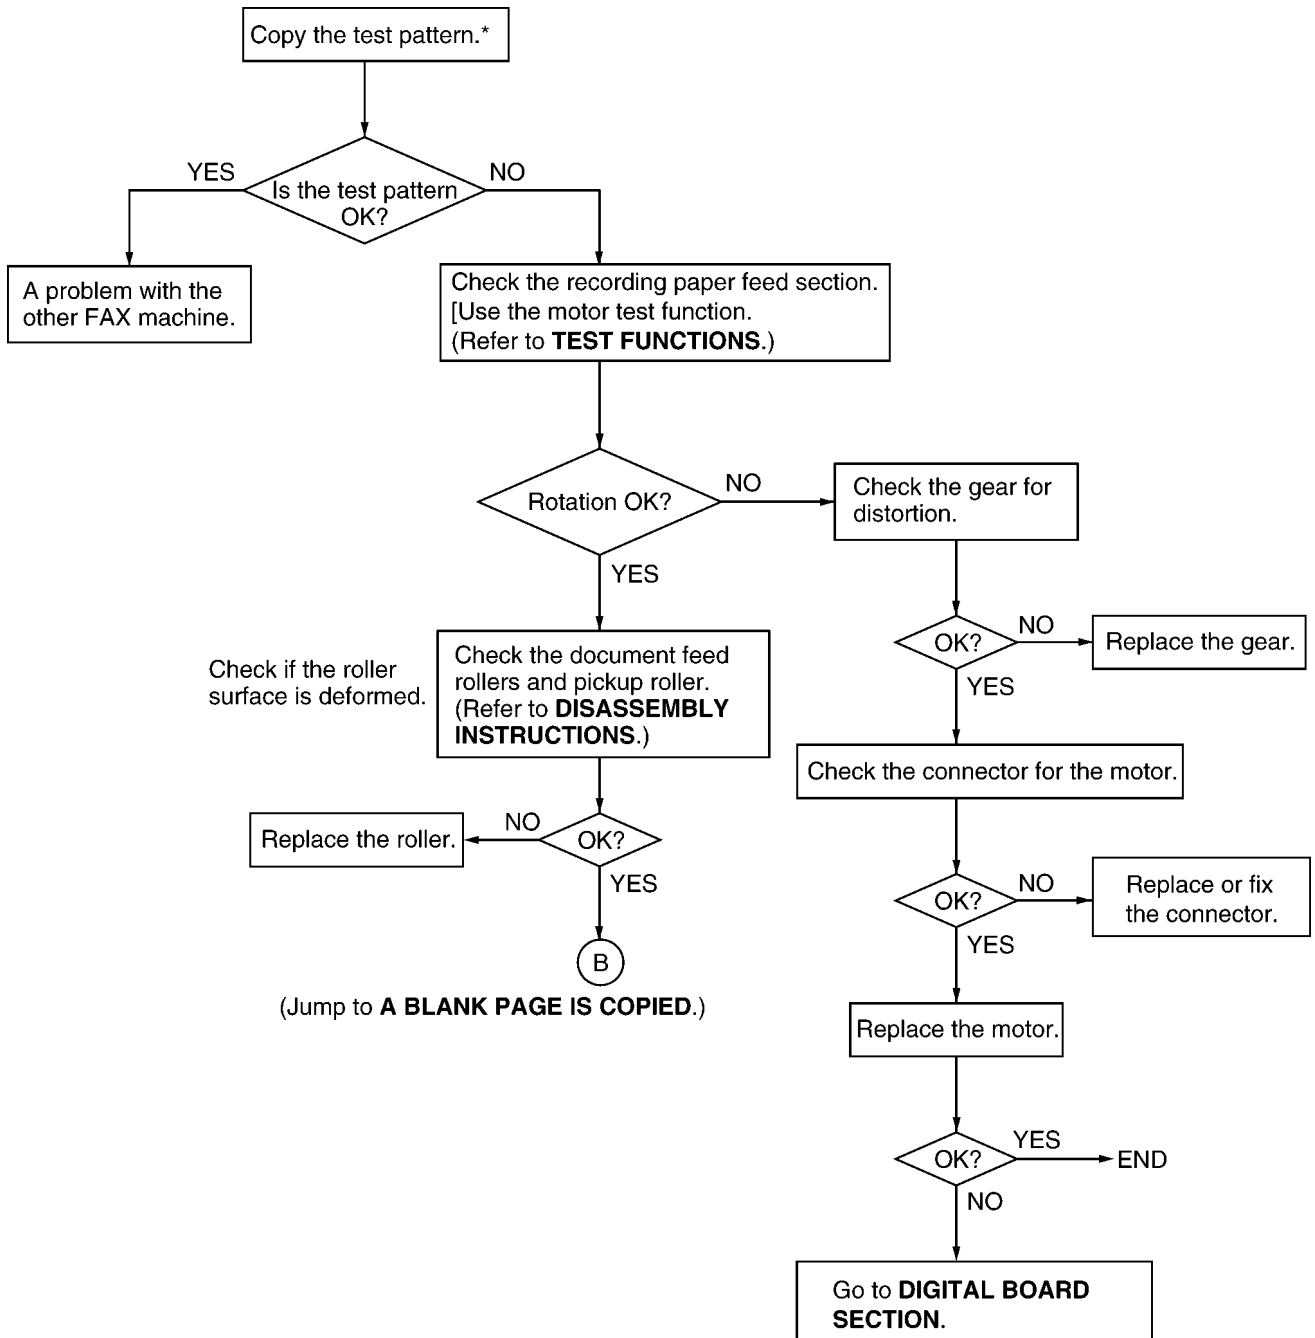 Copy the test pattern.*
YES
NO
Is the test pattern
OK?
A problem with the
other FAX machine.
Check the recording paper feed section.
[Use the motor test function.
(Refer to TEST FUNCTIONS.)
Rotation OK?
NO
YES
Check the gear for
distortion.
OK?
NO
YES
Replace the gear.
Check if the roller
surface is deformed.
Check the document feed
rollers and pickup roller.
(Refer to DISASSEMBLY
INSTRUCTIONS.)
Check the connector for the motor.
Replace the roller.
NO
OK?
YES
OK?
NO
YES
Replace or fix
the connector.
B
(Jump to A BLANK PAGE IS COPIED.)
Replace the motor.
OK?
YES
END
NO
Go to DIGITAL BOARD
SECTION.